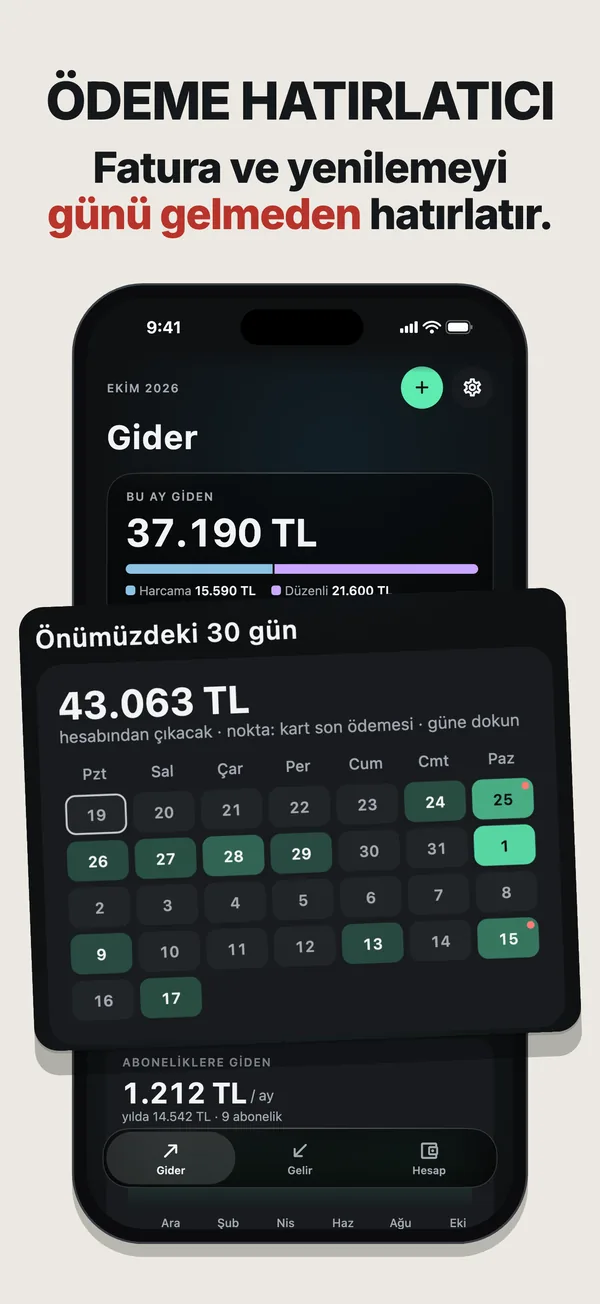 ÖDEME HATIRLATICI
Fatura ve yenilemeyi
günü gelmeden hatırlatır.
9:41
EKİM 2026
Gider
BU AY GİDEN
37.190 TL
Harcama 15.590 TL Düzenli 21.600 TL
Önümüzdeki 30 gün
43.063 TL
hesabından çıkacak · nokta: kart son ödemesi · güne dokun
Pzt Sal Çar Per Cum Cmt Paz
19 20 21 22 23 24 25
26 27 28 29 30 31 1
2 3 4 5 6 7 8
9 10 11 12 13 14 15
16 17
ABONELİKLERE GİDEN
1.212 TL / ay
yılda 14.542 TL · 9 abonelik
Gider Gelir Hesap
Ara Şub Nis Haz Ağu Eki